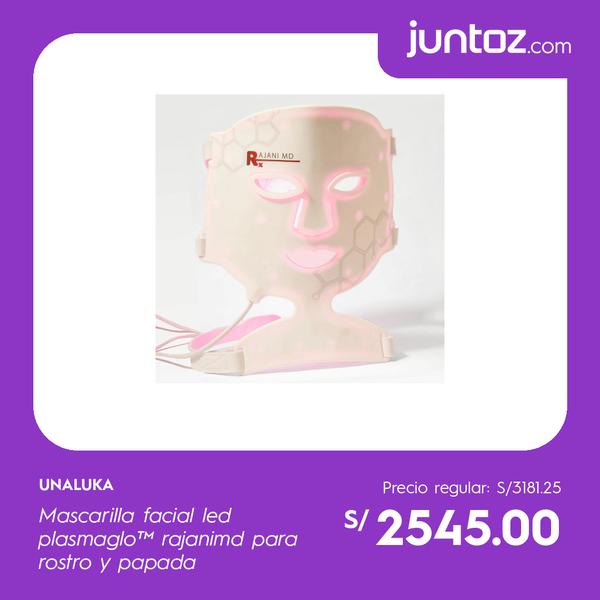 juntoz.com
RAJANI MD
Rx
UNALUKA
Mascarilla facial led
plasmaglo™ rajanimd para
rostro y papada
Precio regular: S/3181.25
S/ 2545.00